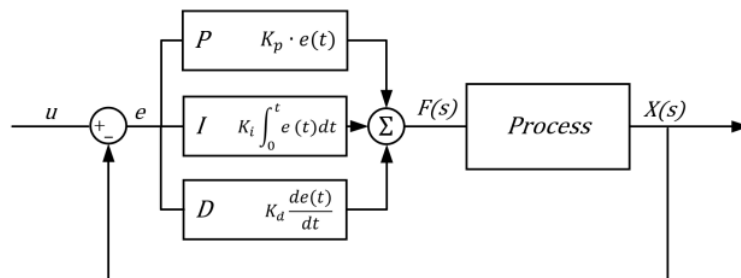 P K_p · e(t)
u
+
−
e
I K_i ∫_0^t e (t)dt
Σ
F(s)
Process
X(s)
D K_d de(t)/dt